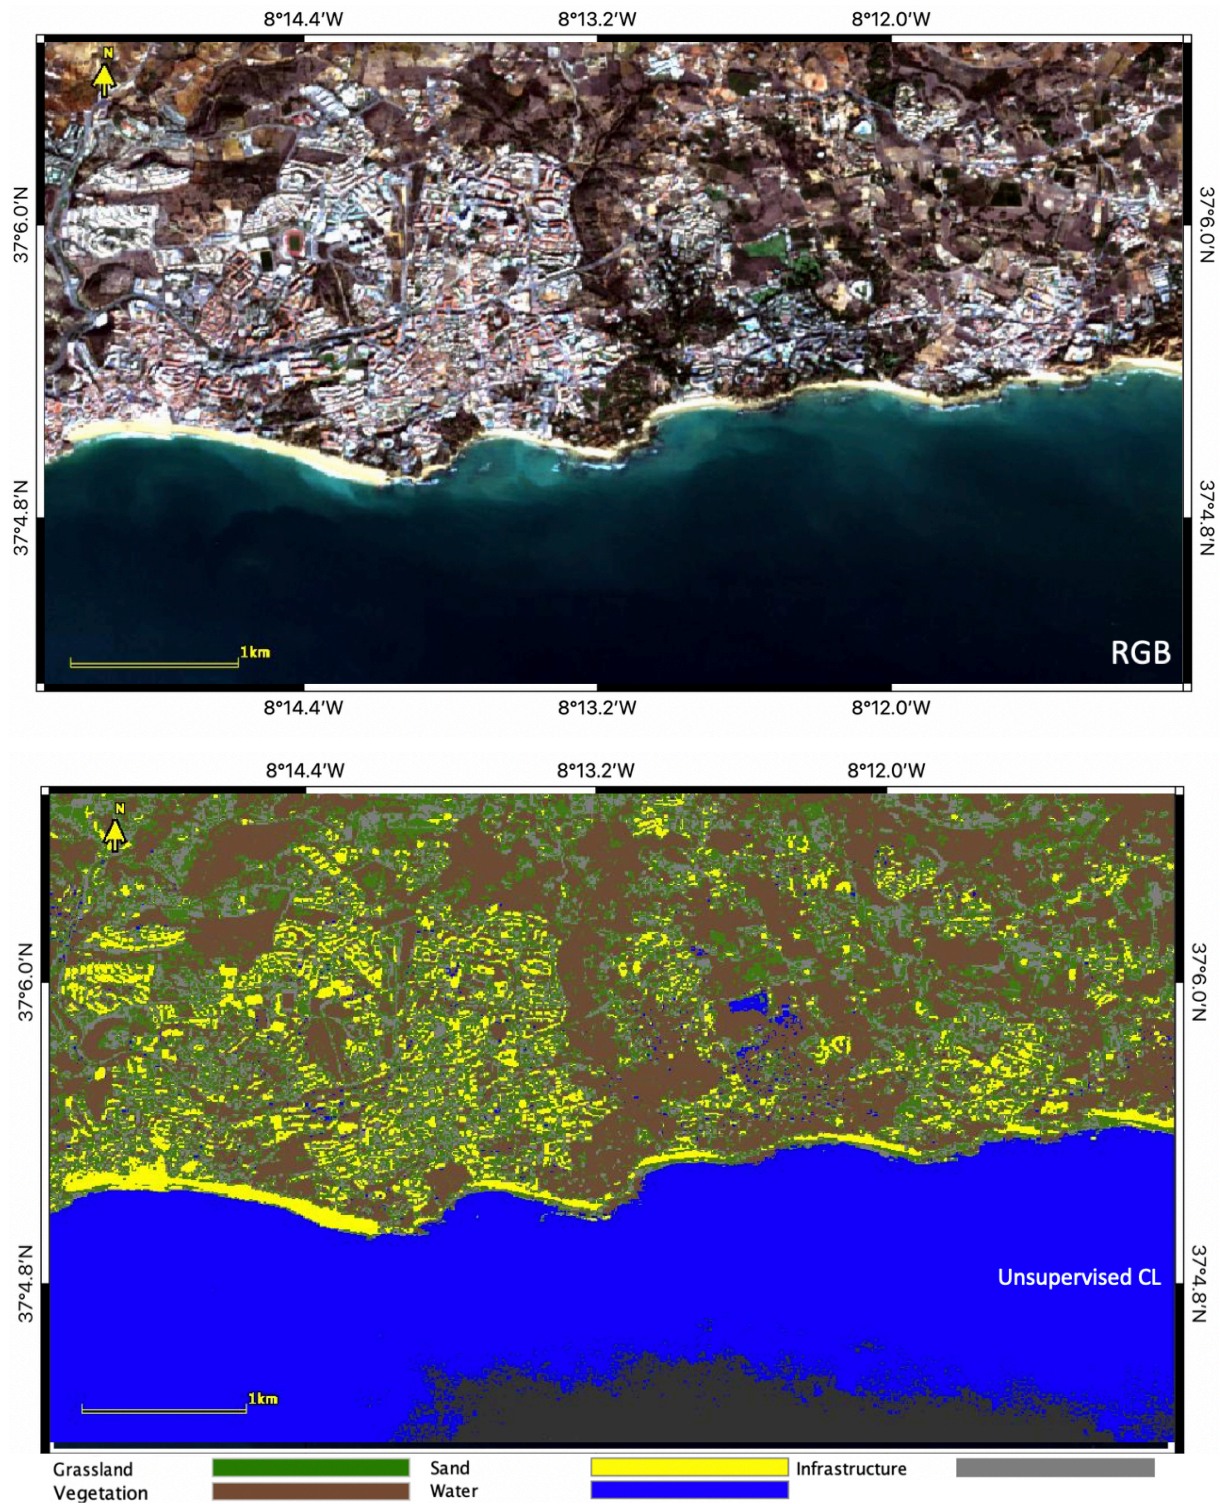 8°14.4'W 8°13.2'W 8°12.0'W
N
37°6.0'N 37°6.0'N
37°4.8'N 37°4.8'N
1km
RGB
8°14.4'W 8°13.2'W 8°12.0'W
8°14.4'W 8°13.2'W 8°12.0'W
N
37°6.0'N 37°6.0'N
37°4.8'N 37°4.8'N
Unsupervised CL
1km
Grassland Sand Infrastructure
Vegetation Water